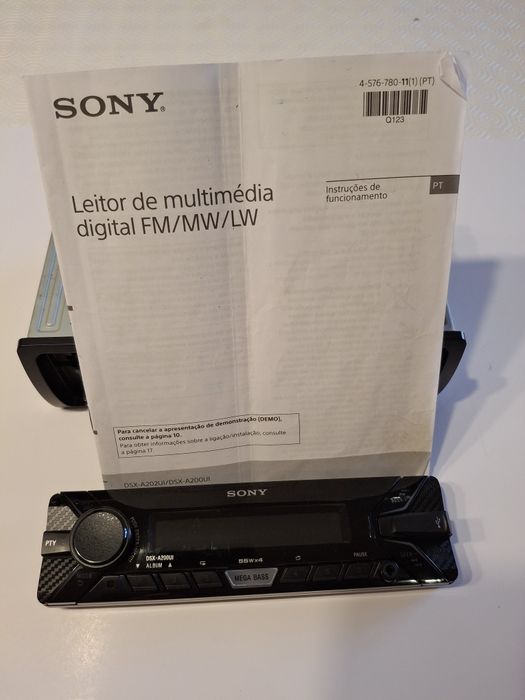 4-576-780-11(1) (PT)
SONY®
Q123
Leitor de multimédia
digital FM/MW/LW
Instruções de
funcionamento
PT
Para cancelar a apresentação de demonstração (DEMO),
consulte a página 10.
Para obter informações sobre a ligação/instalação, consulte
a página 17.
DSX-A202UI/DSX-A200UI
SONY
PTY
DSX-A200UI
ALBUM
55W×4
PAUSE
MEGA BASS